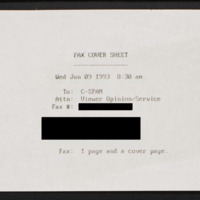 FAX COVER SHEET
Wed Jun 09 1993 8:30 am
To: C-SPAN
Attn: Viewer Opinion/Service
Fax #:
Fax: 1 page and a cover page.